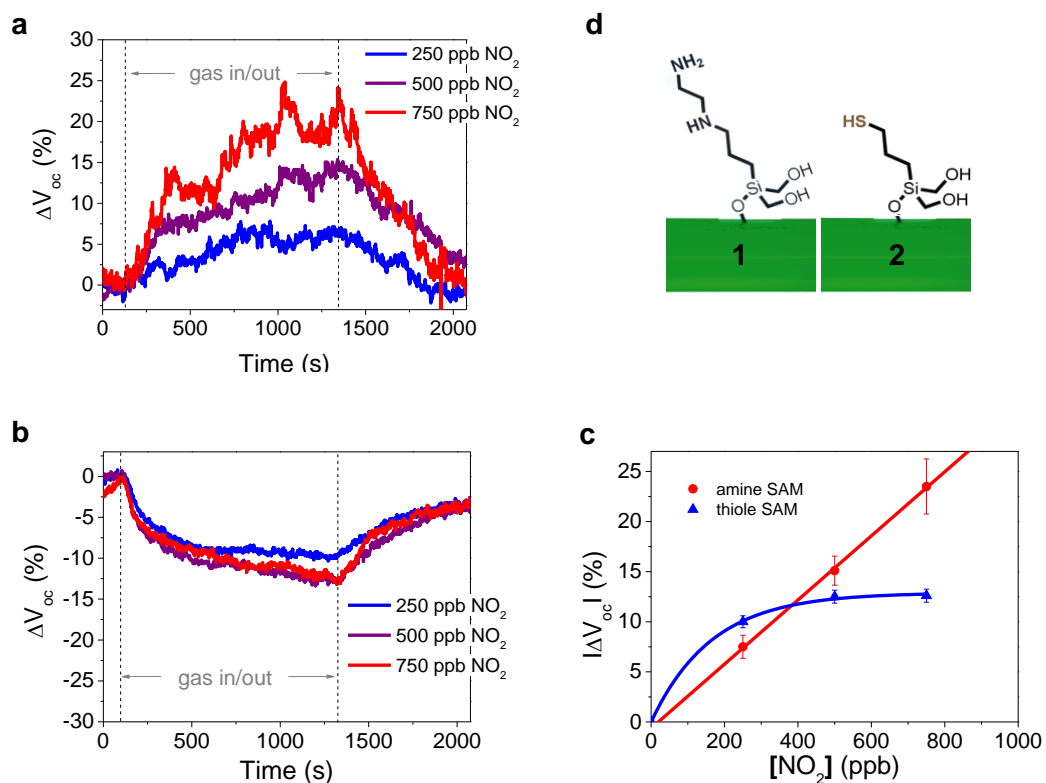 a
30
25
20
15
10
5
0
ΔV_oc (%)
0 500 1000 1500 2000
Time (s)
gas in/out
250 ppb NO₂
500 ppb NO₂
750 ppb NO₂
d
NH₂
HN
Si
OH
OH
O
1
HS
Si
OH
OH
O
2
b
0
-5
-10
-15
-20
-25
-30
ΔV_oc (%)
0 500 1000 1500 2000
Time (s)
gas in/out
250 ppb NO₂
500 ppb NO₂
750 ppb NO₂
c
25
20
15
10
5
0
IΔV_oc I (%)
amine SAM
thiole SAM
0 200 400 600 800 1000
[NO₂] (ppb)